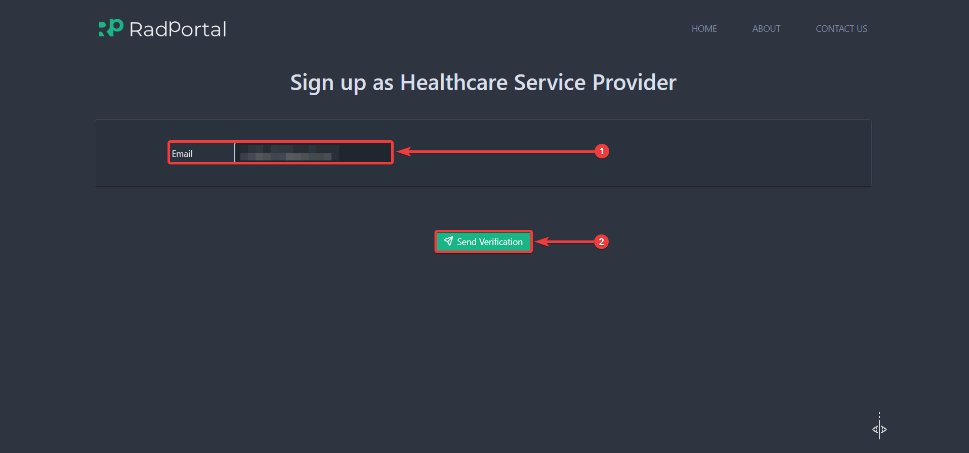 RadPortal
HOME ABOUT CONTACT US
Sign up as Healthcare Service Provider
Email
1
Send Verification
2